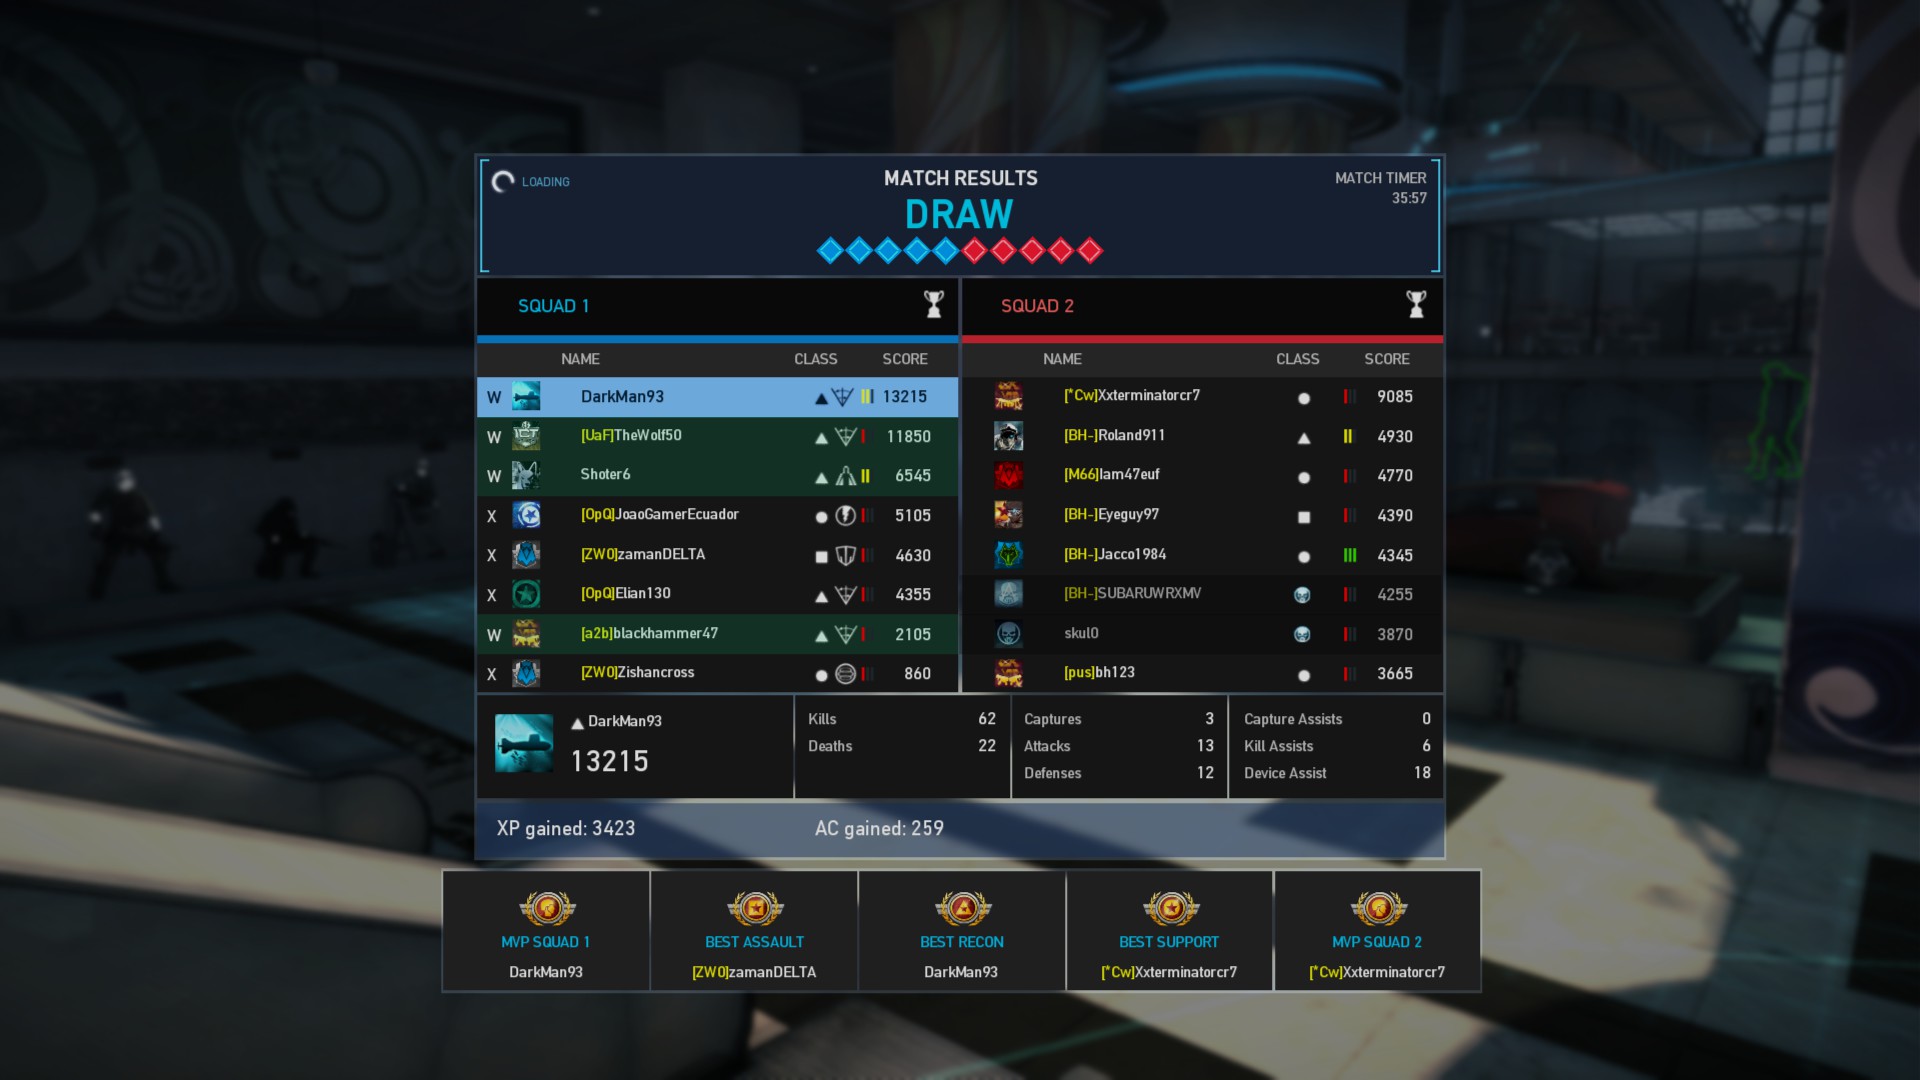 LOADING
MATCH RESULTS
DRAW
MATCH TIMER
35:57
SQUAD 1
NAME CLASS SCORE
W DarkMan93 13215
W [UaF]TheWolf50 11850
W Shoter6 6545
X [OpQ]JoaoGamerEcuador 5105
X [ZW0]zamanDELTA 4630
X [OpQ]Elian130 4355
W [a2b]blackhammer47 2105
X [ZW0]Zishancross 860
SQUAD 2
NAME CLASS SCORE
[*Cw]Xxterminatorcr7 9085
[BH-]Roland911 4930
[M66]Iam47euf 4770
[BH-]Eyeguy97 4390
[BH-]Jacco1984 4345
[BH-]SUBARUWRXMV 4255
skul0 3870
[pus]bh123 3665
DarkMan93
13215
Kills 62
Deaths 22
Captures 3
Attacks 13
Defenses 12
Capture Assists 0
Kill Assists 6
Device Assist 18
XP gained: 3423 AC gained: 259
MVP SQUAD 1
DarkMan93
BEST ASSAULT
[ZW0]zamanDELTA
BEST RECON
DarkMan93
BEST SUPPORT
[*Cw]Xxterminatorcr7
MVP SQUAD 2
[*Cw]Xxterminatorcr7